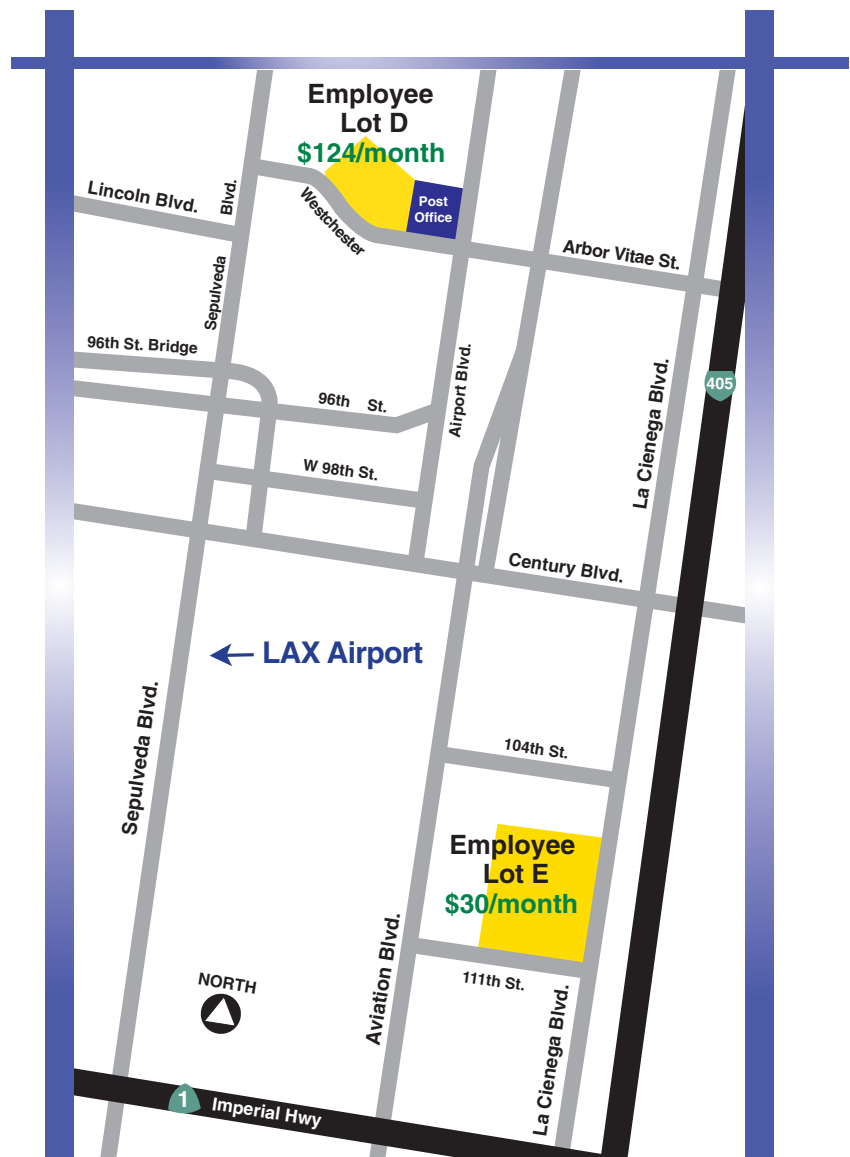 Employee
Lot D
$124/month
Post
Office
Lincoln Blvd.
Sepulveda Blvd.
Westchester
Arbor Vitae St.
96th St. Bridge
96th St.
Airport Blvd.
La Cienega Blvd.
405
W 98th St.
Century Blvd.
LAX Airport
Sepulveda Blvd.
104th St.
Employee
Lot E
$30/month
Aviation Blvd.
111th St.
NORTH
La Cienega Blvd.
1
Imperial Hwy